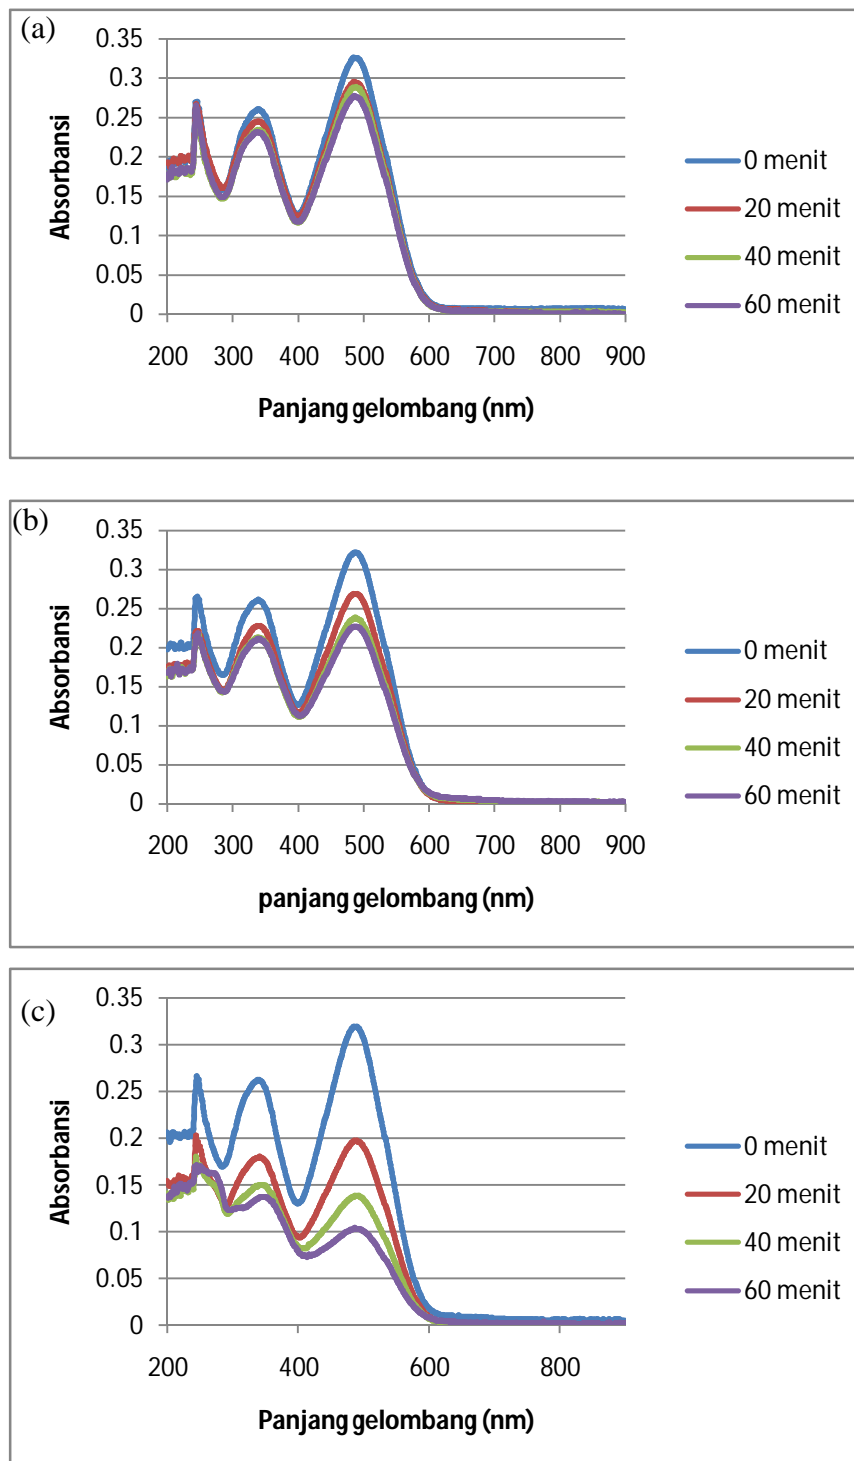 (a)
0.35
0.3
0.25
0.2
0.15
0.1
0.05
0
Absorbansi
200 300 400 500 600 700 800 900
Panjang gelombang (nm)
0 menit
20 menit
40 menit
60 menit
(b)
0.35
0.3
0.25
0.2
0.15
0.1
0.05
0
Absorbansi
200 300 400 500 600 700 800 900
panjang gelombang (nm)
0 menit
20 menit
40 menit
60 menit
(c)
0.35
0.3
0.25
0.2
0.15
0.1
0.05
0
Absorbansi
200 400 600 800
Panjang gelombang (nm)
0 menit
20 menit
40 menit
60 menit